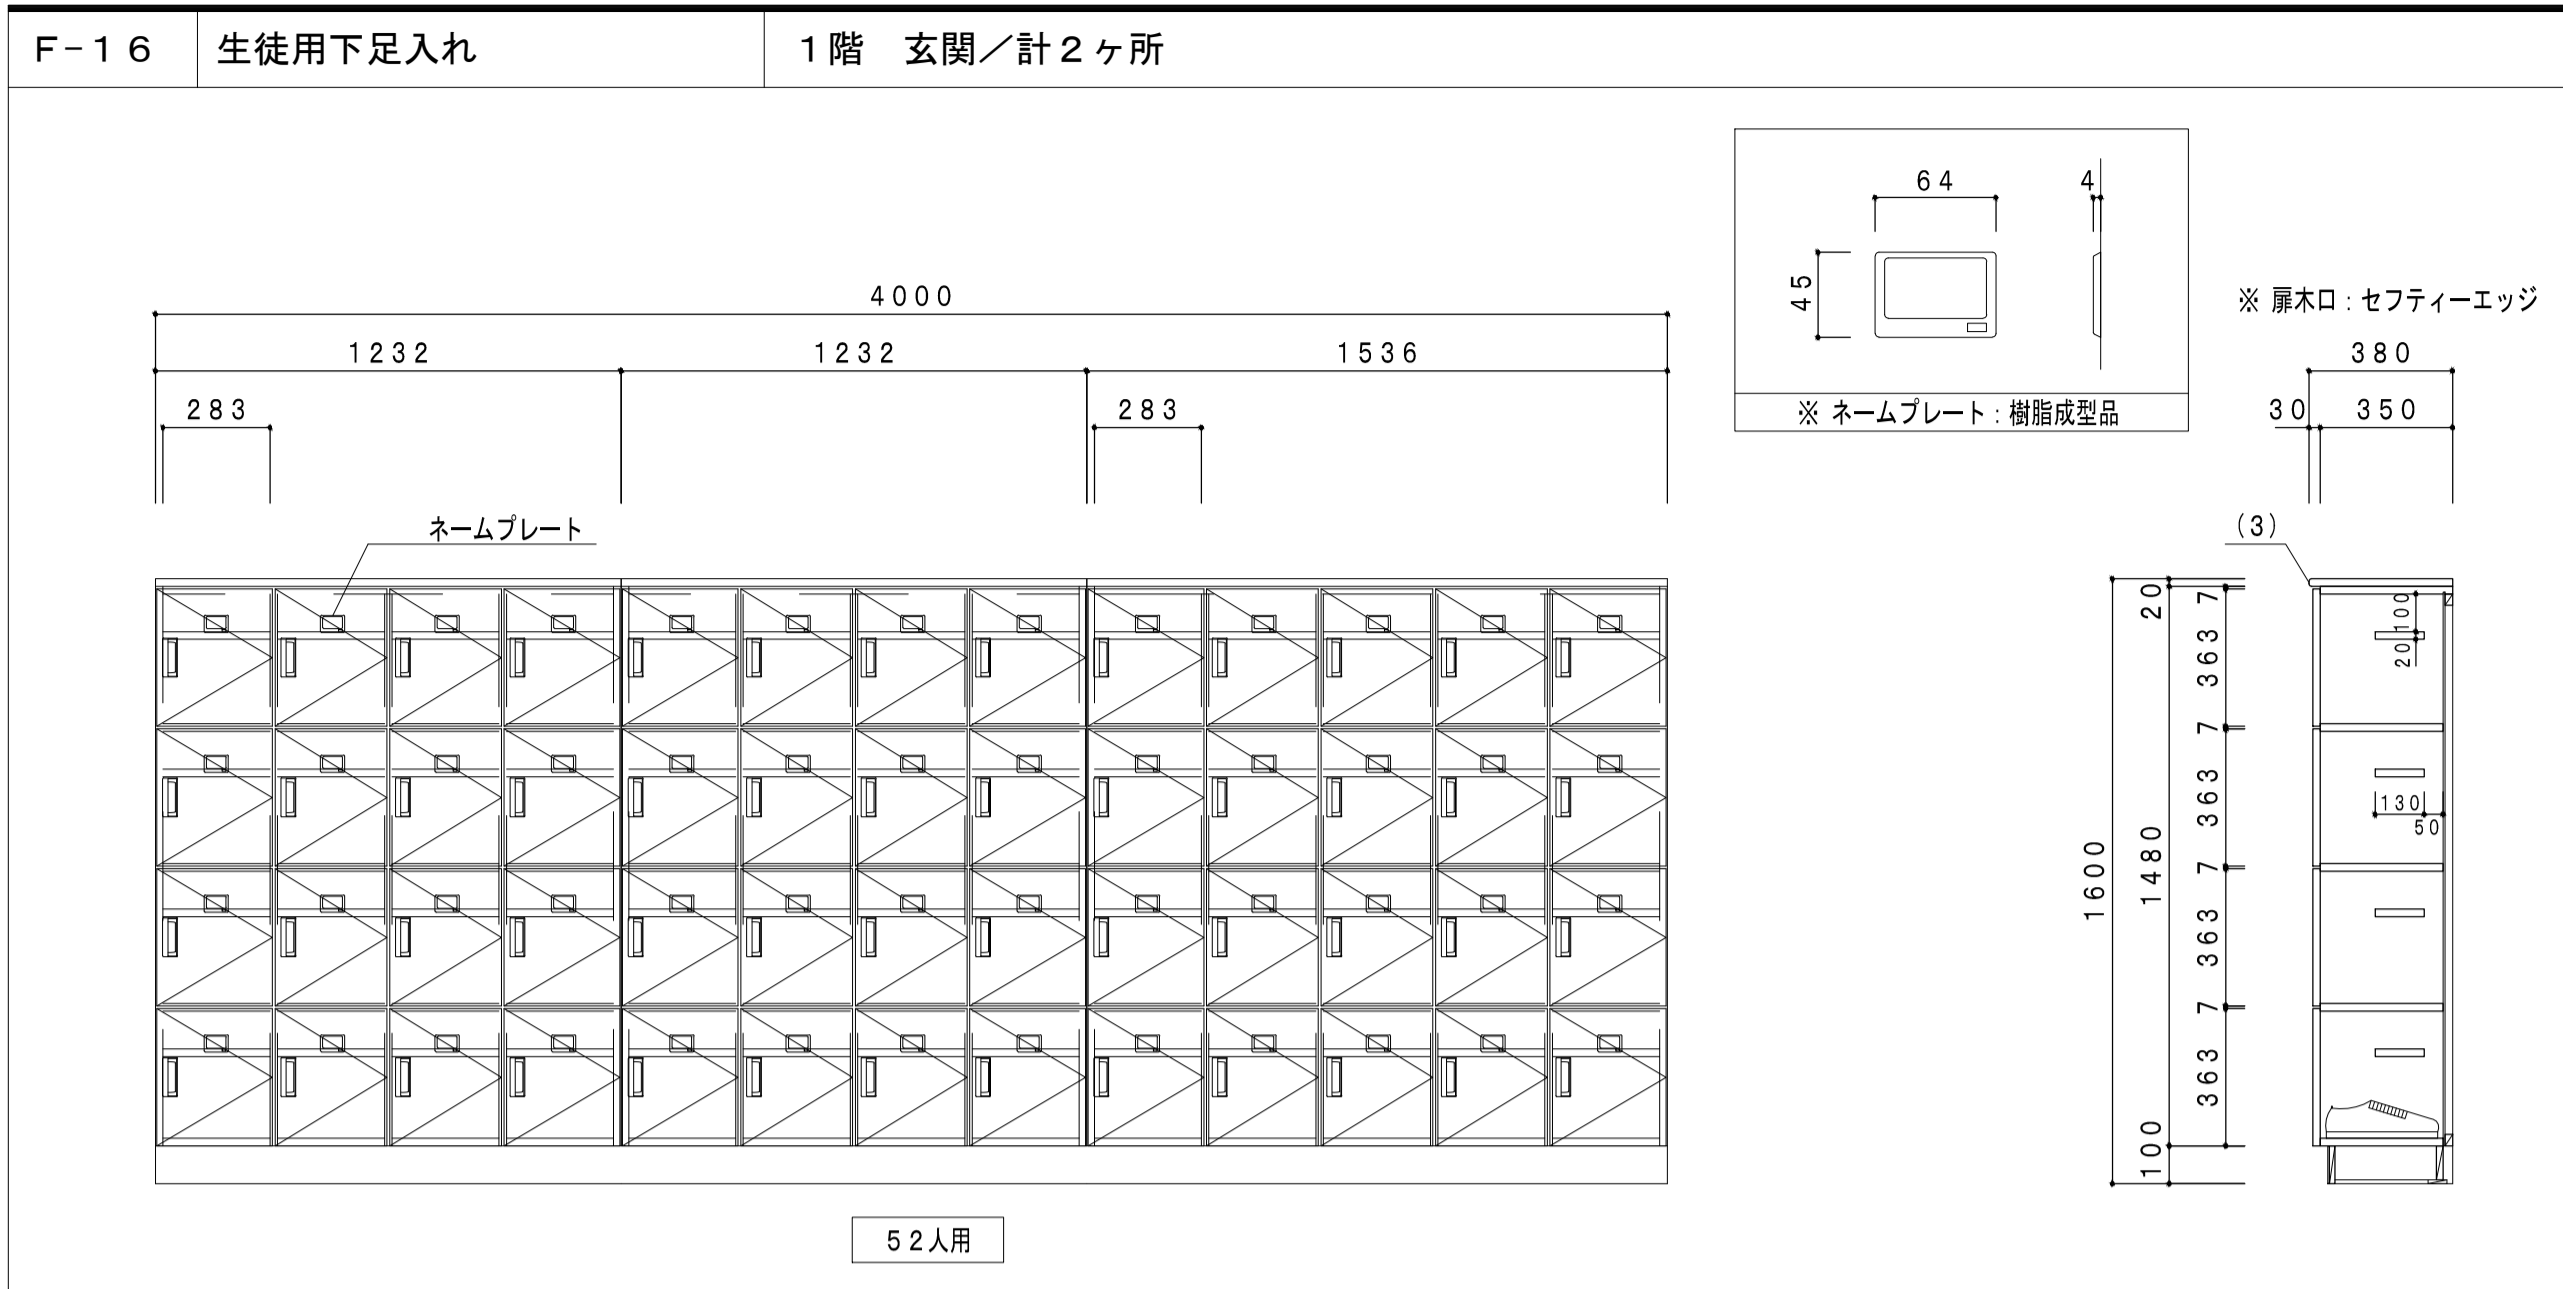 F-16 生徒用下足入れ 1階 玄関／計2ヶ所
64 4
45
※ ネームプレート：樹脂成型品
※ 扉木口：セフティーエッジ
4000
1232 1232 1536
283 283
380
30 350
ネームプレート
(3)
1600
20 1480 100
7 363 7 363 7 363 7 363
100
20
130
50
52人用